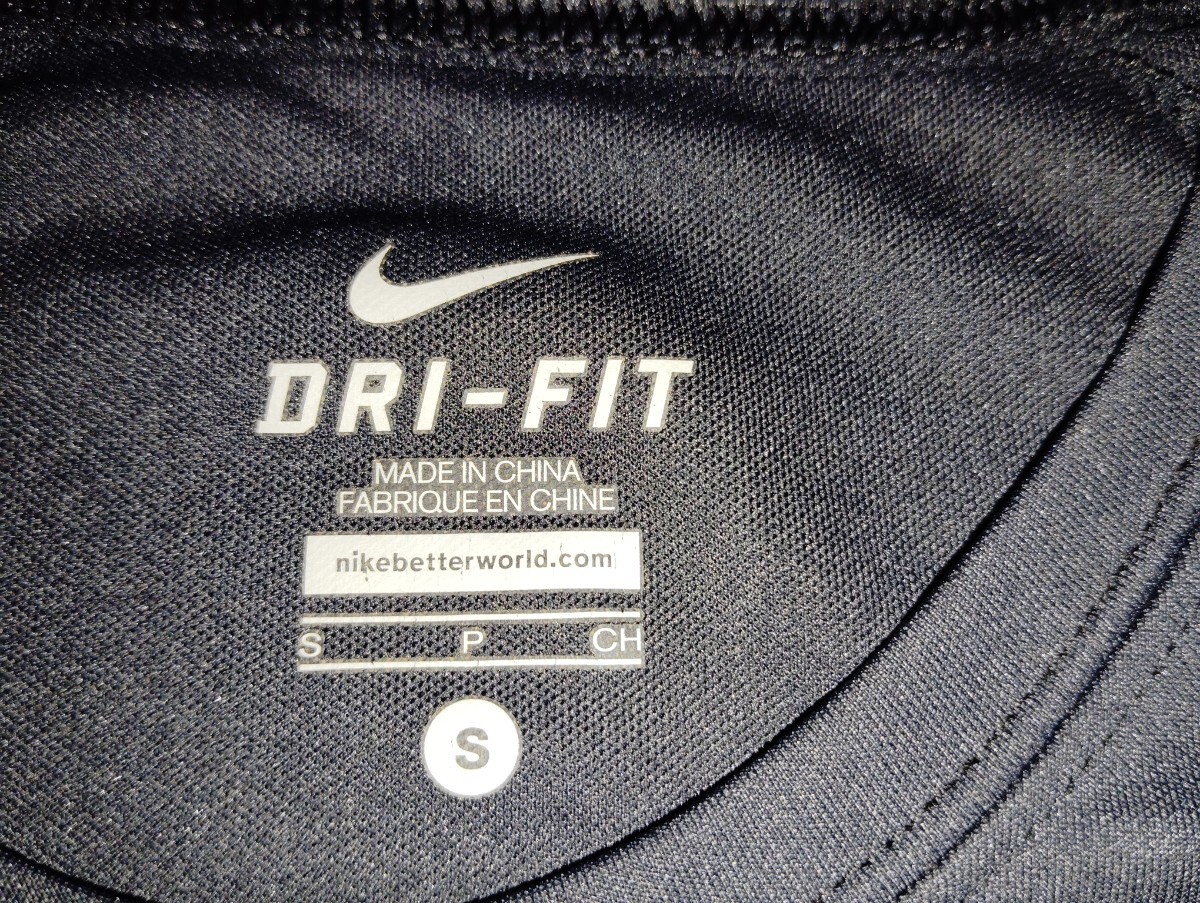 DRI-FIT
MADE IN CHINA
FABRIQUE EN CHINE
nikebetterworld.com
S P CH
S